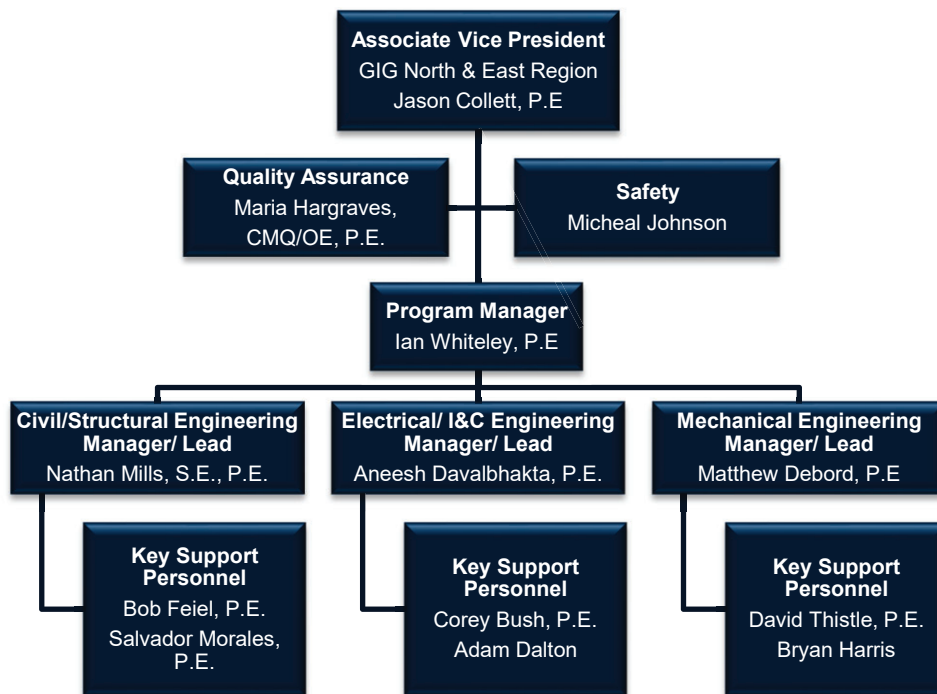 Associate Vice President
GIG North & East Region
Jason Collett, P.E
Quality Assurance
Maria Hargraves,
CMQ/OE, P.E.
Safety
Micheal Johnson
Program Manager
Ian Whiteley, P.E
Civil/Structural Engineering
Manager/ Lead
Nathan Mills, S.E., P.E.
Electrical/ I&C Engineering
Manager/ Lead
Aneesh Davalbhakta, P.E.
Mechanical Engineering
Manager/ Lead
Matthew Debord, P.E
Key Support
Personnel
Bob Feiel, P.E.
Salvador Morales,
P.E.
Key Support
Personnel
Corey Bush, P.E.
Adam Dalton
Key Support
Personnel
David Thistle, P.E.
Bryan Harris